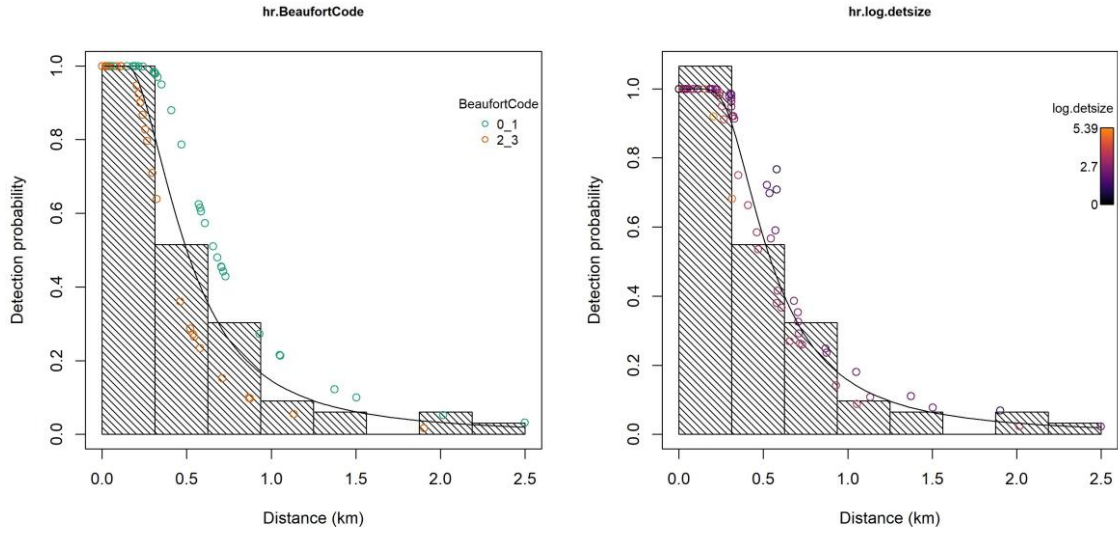 hr.BeaufortCode
Detection probability
1.0
0.8
0.6
0.4
0.2
0.0
BeaufortCode
0_1
2_3
0.0 0.5 1.0 1.5 2.0 2.5
Distance (km)
hr.log.detsize
Detection probability
1.0
0.8
0.6
0.4
0.2
0.0
log.detsize
5.39
2.7
0
0.0 0.5 1.0 1.5 2.0 2.5
Distance (km)